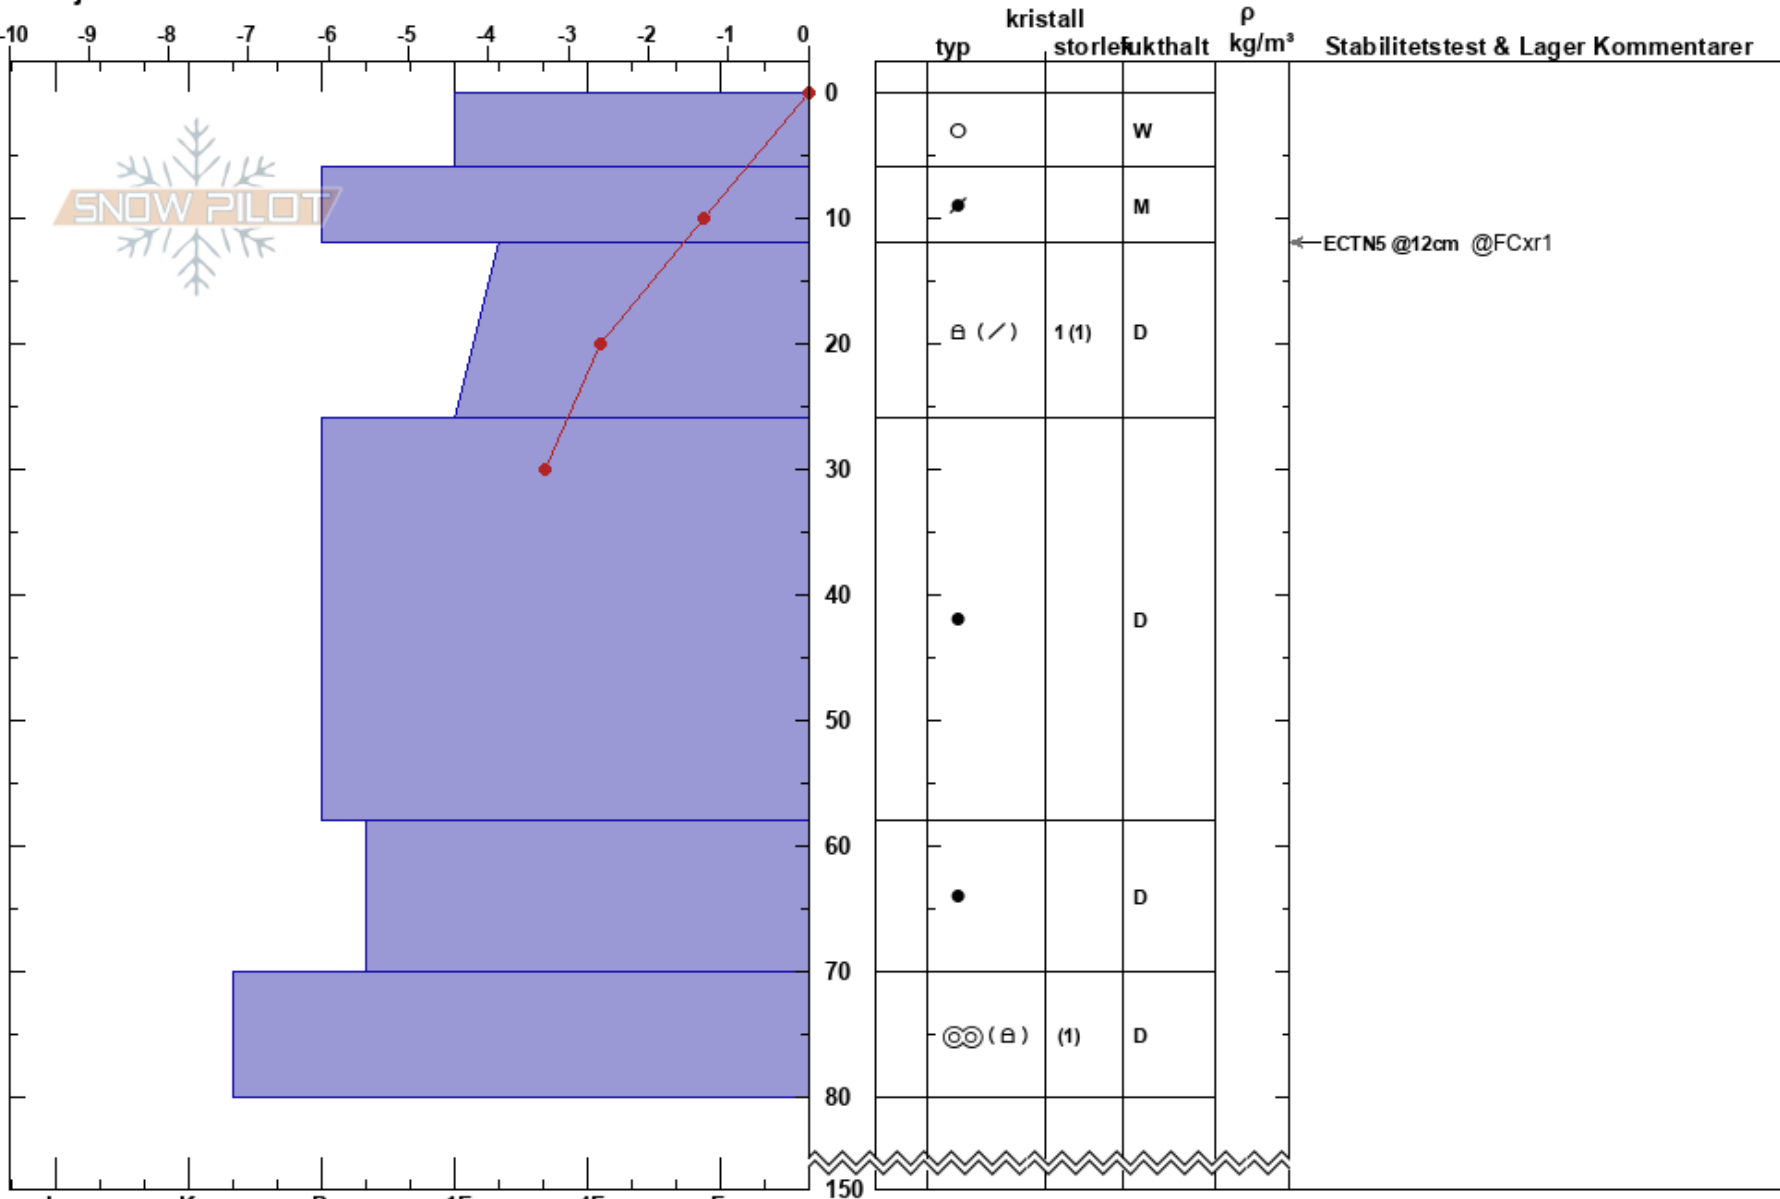 kristall ρ
-10 -9 -8 -7 -6 -5 -4 -3 -2 -1 0
typ storlek fukthalt kg/m³ Stabilitetstest & Lager Kommentarer
0
W
SNOW PILOT
M
10
ECTN5 @12cm @FCxr1
20
( ) 1 (1) D
30
40
D
50
60
D
70
( ) (1) D
80
150